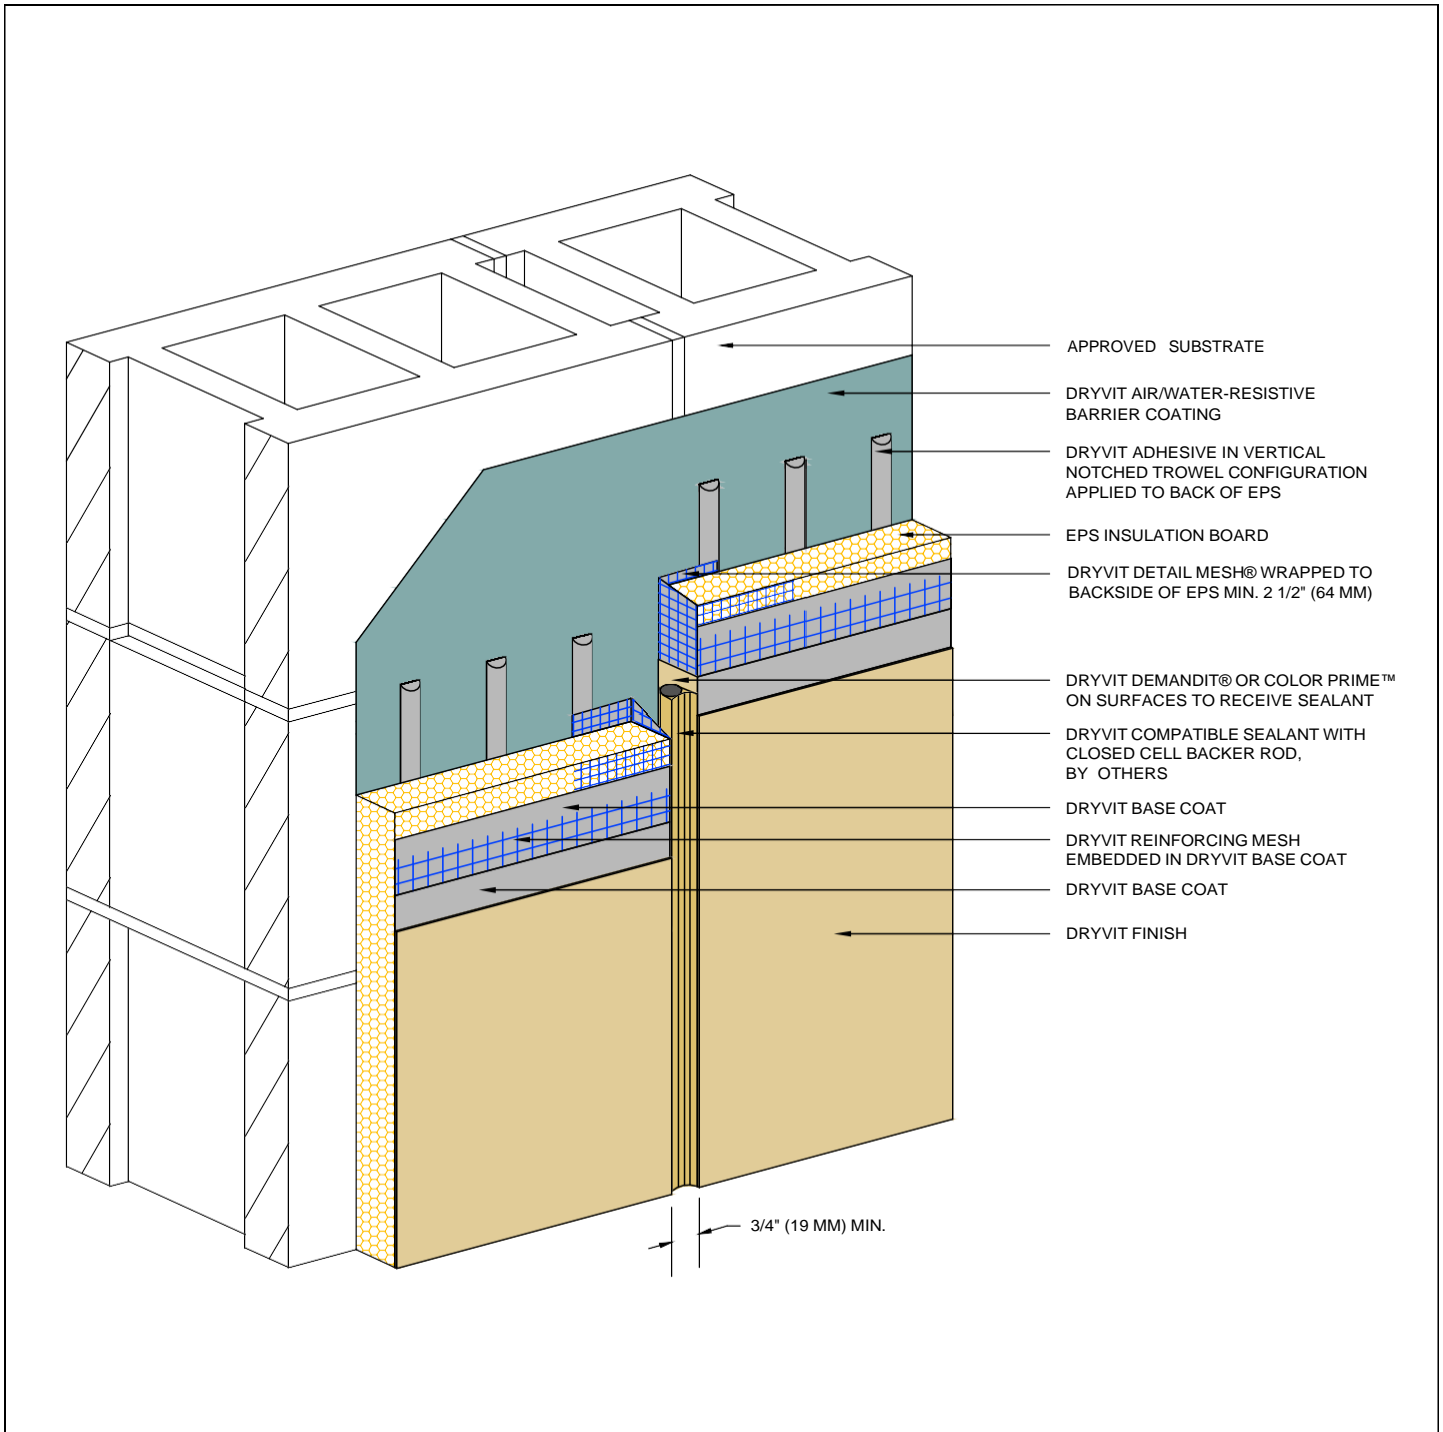 APPROVED SUBSTRATE
DRYVIT AIR/WATER-RESISTIVE
BARRIER COATING
DRYVIT ADHESIVE IN VERTICAL
NOTCHED TROWEL CONFIGURATION
APPLIED TO BACK OF EPS
EPS INSULATION BOARD
DRYVIT DETAIL MESH® WRAPPED TO
BACKSIDE OF EPS MIN. 2 1/2" (64 MM)
DRYVIT DEMANDIT® OR COLOR PRIME™
ON SURFACES TO RECEIVE SEALANT
DRYVIT COMPATIBLE SEALANT WITH
CLOSED CELL BACKER ROD,
BY OTHERS
DRYVIT BASE COAT
DRYVIT REINFORCING MESH
EMBEDDED IN DRYVIT BASE COAT
DRYVIT BASE COAT
DRYVIT FINISH
3/4" (19 MM) MIN.